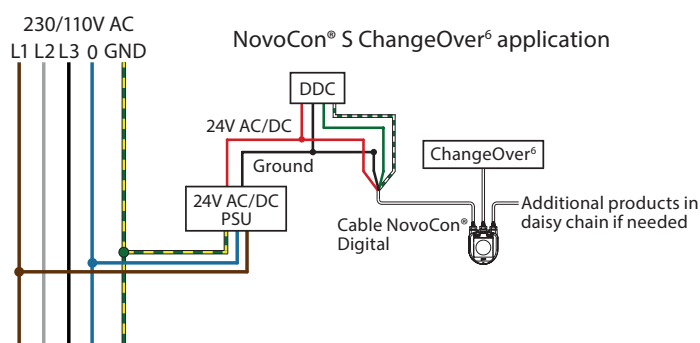 230/110V AC
L1 L2 L3 0 GND
NovoCon® S ChangeOver⁶ application
DDC
24V AC/DC
Ground
ChangeOver⁶
24V AC/DC
PSU
Cable NovoCon®
Digital
Additional products in
daisy chain if needed